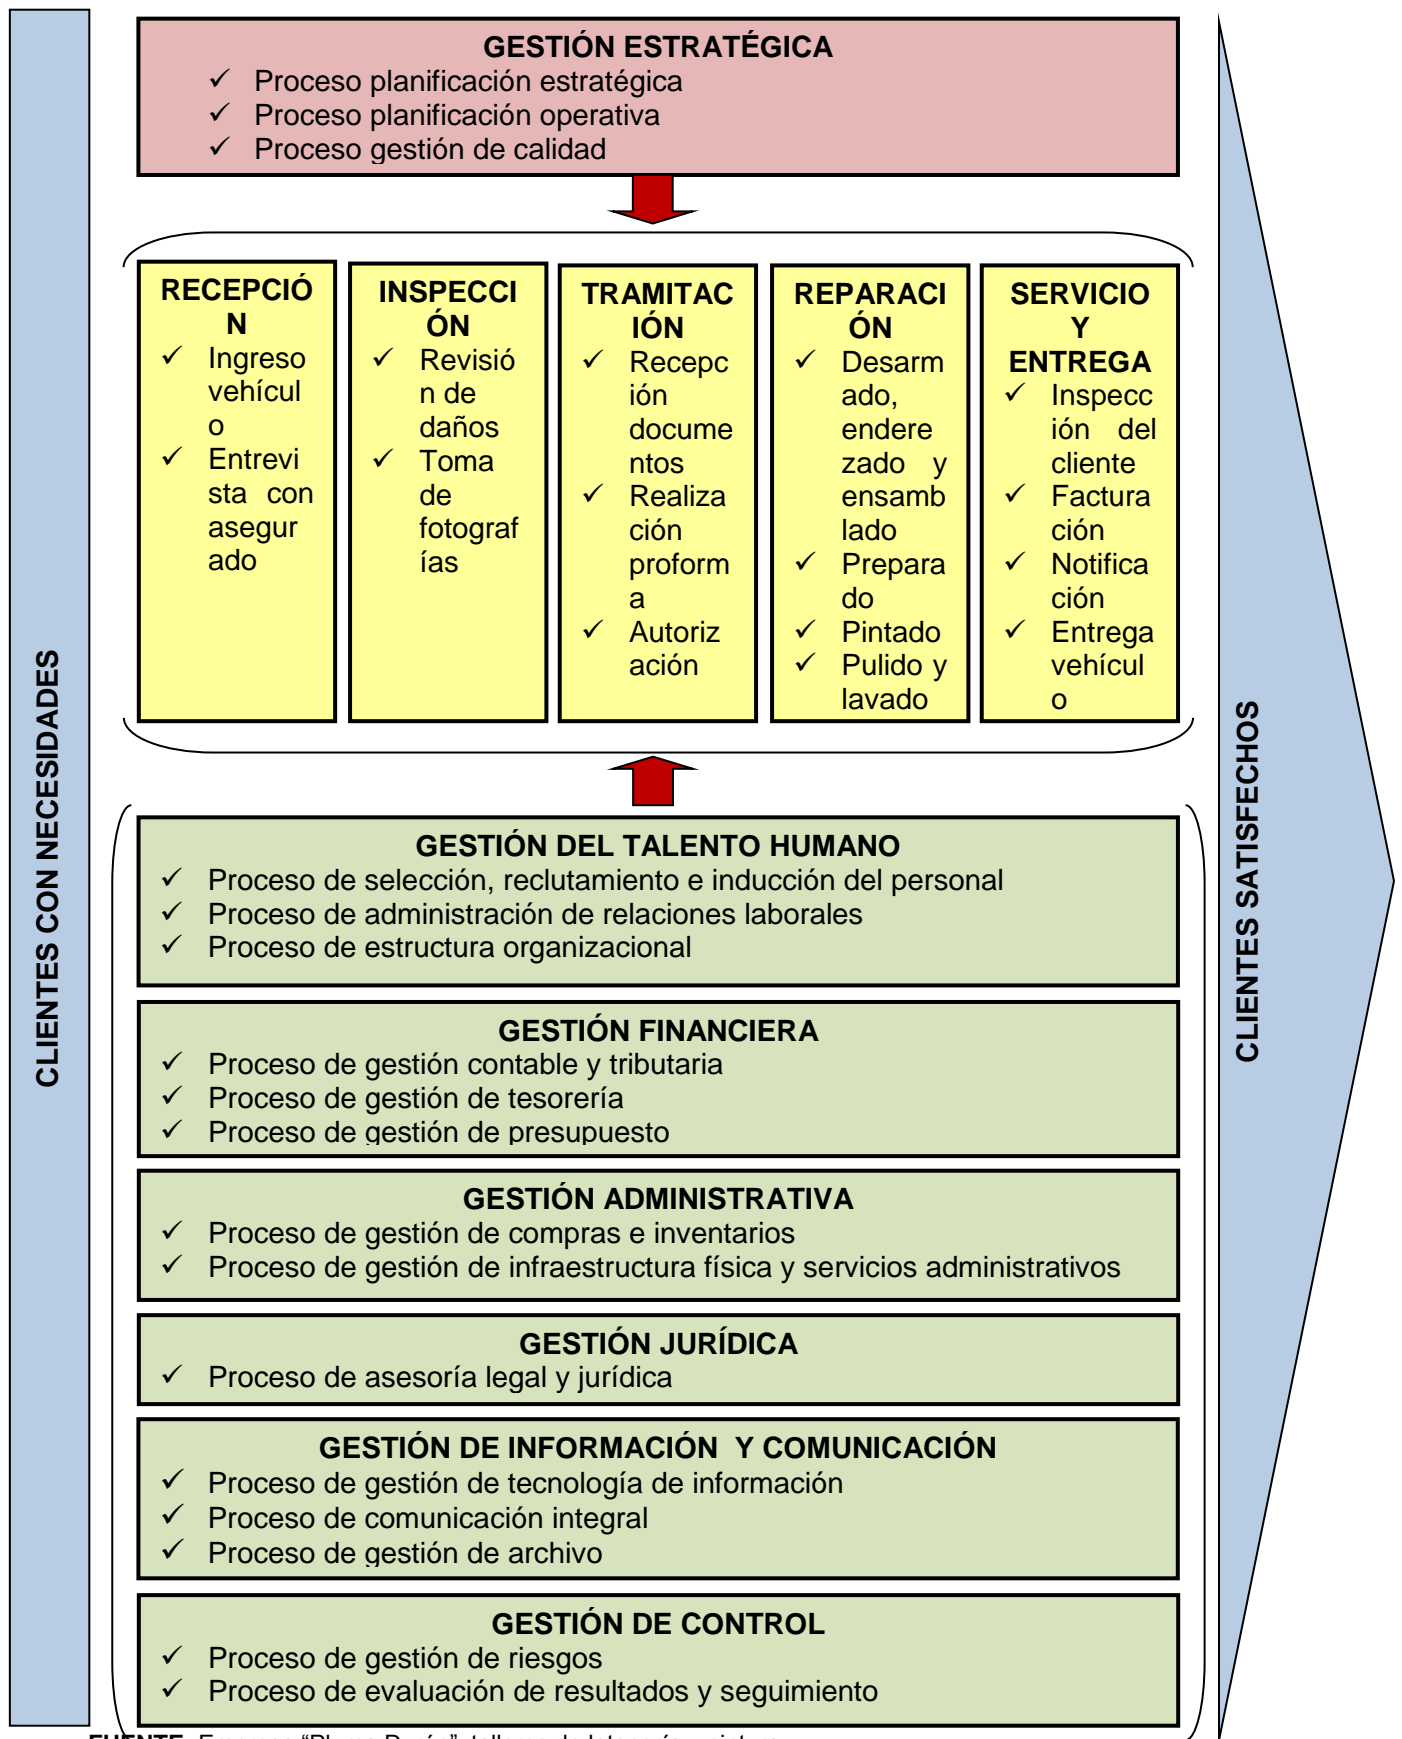 GESTIÓN ESTRATÉGICA
✓ Proceso planificación estratégica
✓ Proceso planificación operativa
✓ Proceso gestión de calidad
RECEPCIÓ
N
✓ Ingreso
vehícul
o
✓ Entrevi
sta con
asegur
ado
INSPECCI
ÓN
✓ Revisió
n de
daños
✓ Toma
de
fotograf
ías
TRAMITAC
IÓN
✓ Recepc
ión
docume
ntos
✓ Realiza
ción
proform
a
✓ Autoriz
ación
REPARACI
ÓN
✓ Desarm
ado,
endere
zado y
ensamb
lado
✓ Prepara
do
✓ Pintado
✓ Pulido y
lavado
SERVICIO
Y
ENTREGA
✓ Inspecc
ión del
cliente
✓ Factura
ción
✓ Notifica
ción
✓ Entrega
vehícul
o
CLIENTES CON NECESIDADES
CLIENTES SATISFECHOS
GESTIÓN DEL TALENTO HUMANO
✓ Proceso de selección, reclutamiento e inducción del personal
✓ Proceso de administración de relaciones laborales
✓ Proceso de estructura organizacional
GESTIÓN FINANCIERA
✓ Proceso de gestión contable y tributaria
✓ Proceso de gestión de tesorería
✓ Proceso de gestión de presupuesto
GESTIÓN ADMINISTRATIVA
✓ Proceso de gestión de compras e inventarios
✓ Proceso de gestión de infraestructura física y servicios administrativos
GESTIÓN JURÍDICA
✓ Proceso de asesoría legal y jurídica
GESTIÓN DE INFORMACIÓN Y COMUNICACIÓN
✓ Proceso de gestión de tecnología de información
✓ Proceso de comunicación integral
✓ Proceso de gestión de archivo
GESTIÓN DE CONTROL
✓ Proceso de gestión de riesgos
✓ Proceso de evaluación de resultados y seguimiento